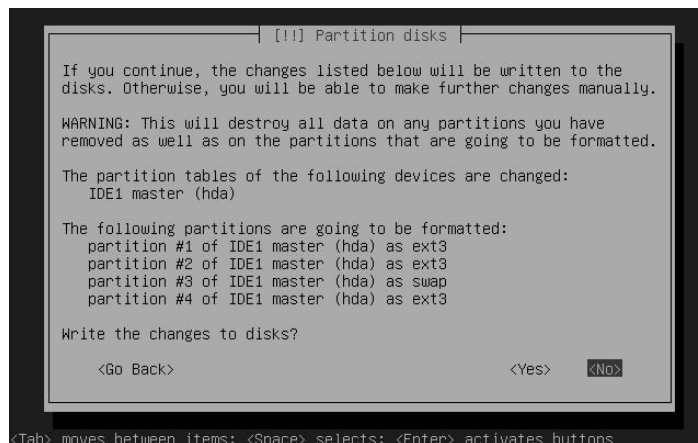 [!!] Partition disks
If you continue, the changes listed below will be written to the
disks. Otherwise, you will be able to make further changes manually.
WARNING: This will destroy all data on any partitions you have
removed as well as on the partitions that are going to be formatted.
The partition tables of the following devices are changed:
IDE1 master (hda)
The following partitions are going to be formatted:
partition #1 of IDE1 master (hda) as ext3
partition #2 of IDE1 master (hda) as ext3
partition #3 of IDE1 master (hda) as swap
partition #4 of IDE1 master (hda) as ext3
Write the changes to disks?
<Go Back> <Yes> <No>
<Tab> moves between items; <Space> selects; <Enter> activates buttons